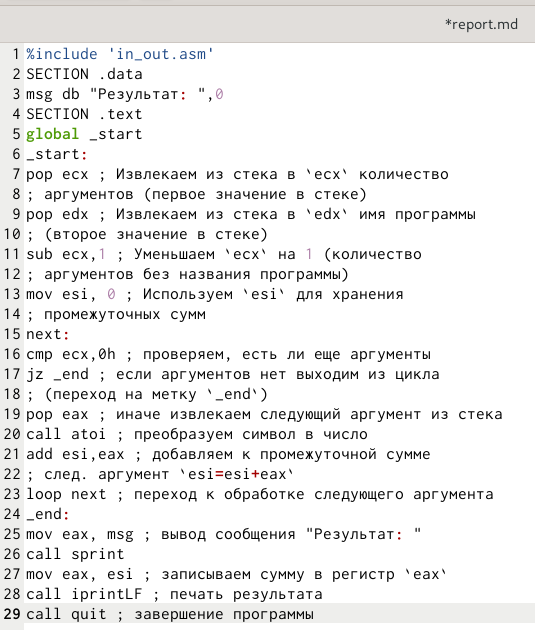 *report.md
1 %include 'in_out.asm'
2 SECTION .data
3 msg db "Результат: ",0
4 SECTION .text
5 global _start
6 _start:
7 pop ecx ; Извлекаем из стека в `ecx` количество
8 ; аргументов (первое значение в стеке)
9 pop edx ; Извлекаем из стека в `edx` имя программы
10 ; (второе значение в стеке)
11 sub ecx,1 ; Уменьшаем `ecx` на 1 (количество
12 ; аргументов без названия программы)
13 mov esi, 0 ; Используем `esi` для хранения
14 ; промежуточных сумм
15 next:
16 cmp ecx,0h ; проверяем, есть ли еще аргументы
17 jz _end ; если аргументов нет выходим из цикла
18 ; (переход на метку `_end`)
19 pop eax ; иначе извлекаем следующий аргумент из стека
20 call atoi ; преобразуем символ в число
21 add esi,eax ; добавляем к промежуточной сумме
22 ; след. аргумент `esi=esi+eax`
23 loop next ; переход к обработке следующего аргумента
24 _end:
25 mov eax, msg ; вывод сообщения "Результат: "
26 call sprint
27 mov eax, esi ; записываем сумму в регистр `eax`
28 call iprintLF ; печать результата
29 call quit ; завершение программы